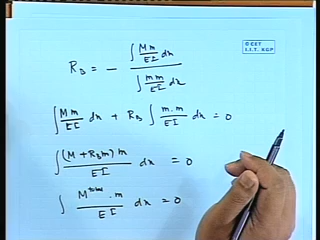 R_B = - ∫ Mm/EI dx / ∫ mm/EI dx
© CET
I.I.T. KGP
∫ Mm/EI dx + R_B ∫ m.m/EI dx = 0
∫ (M + R_B m) m/EI dx = 0
∫ M^total . m/EI dx = 0